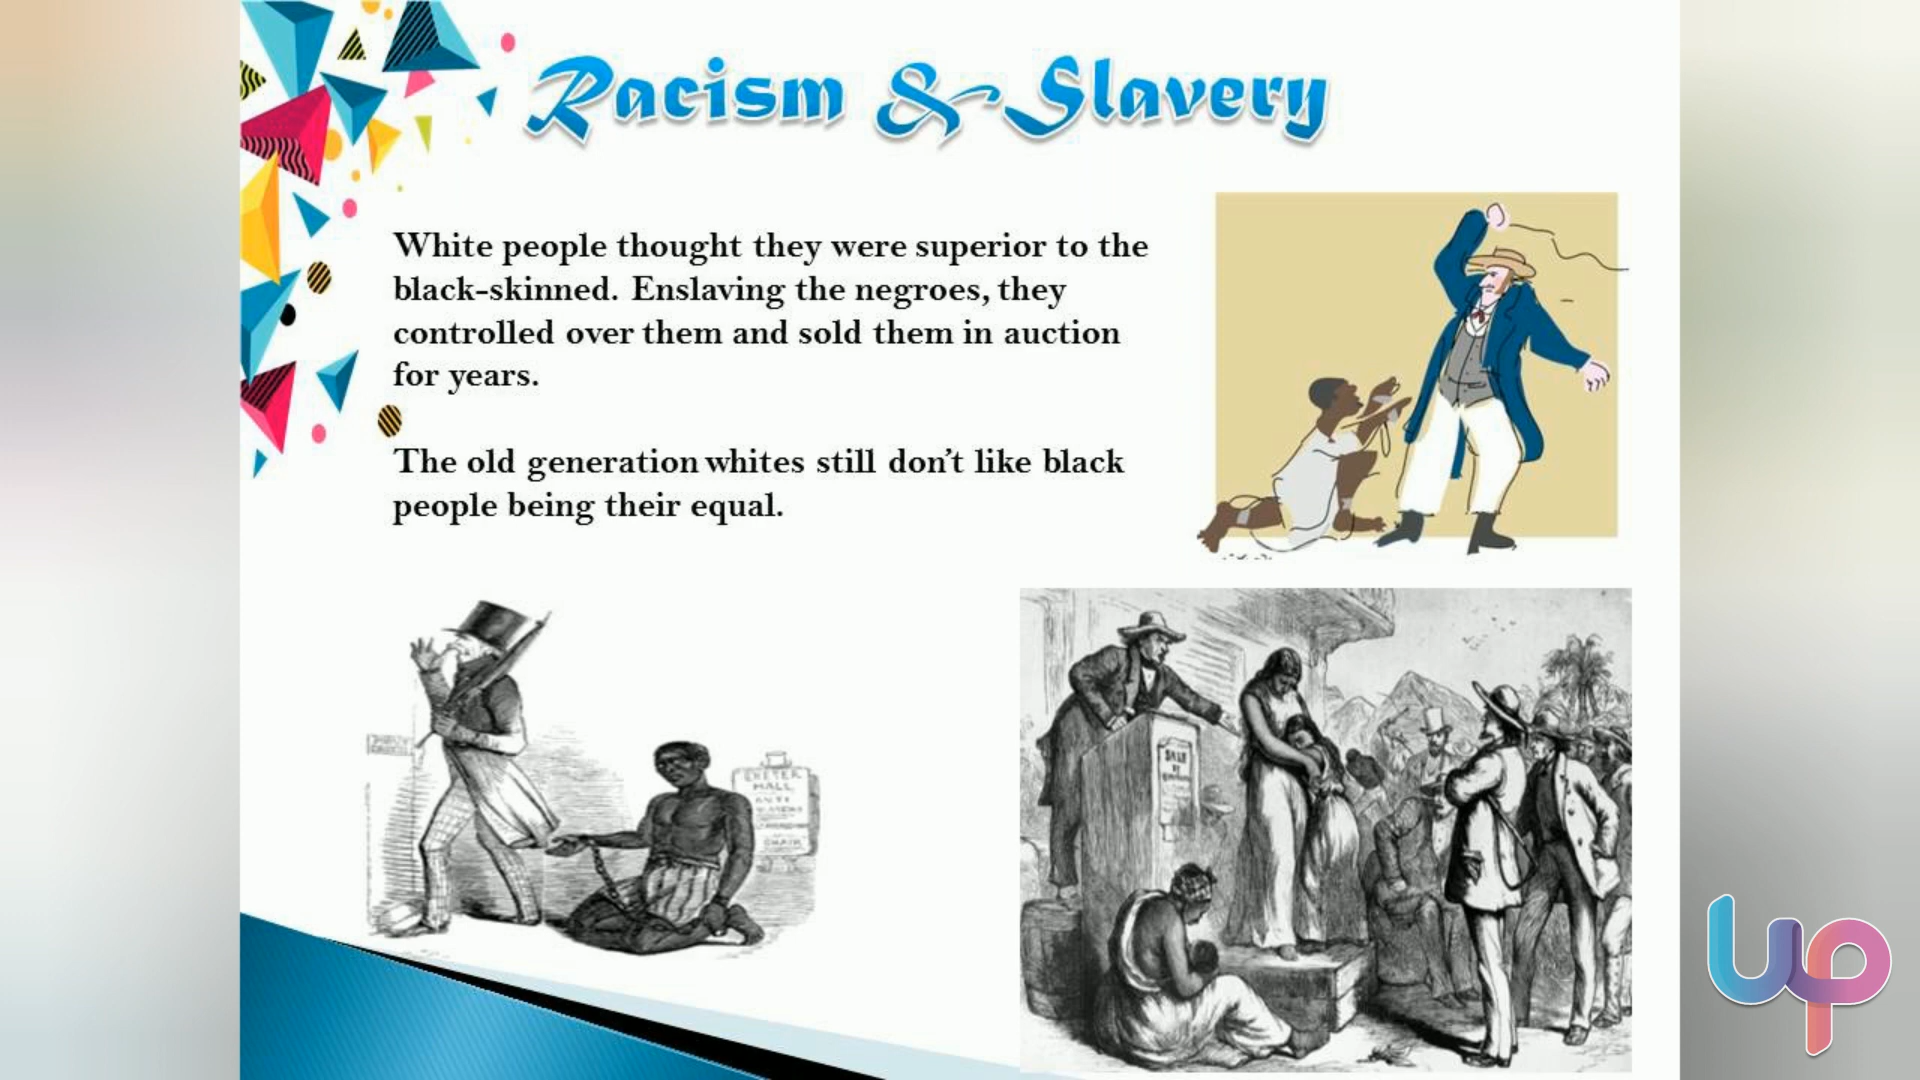 Racism & Slavery
White people thought they were superior to the
black-skinned. Enslaving the negroes, they
controlled over them and sold them in auction
for years.
The old generation whites still don't like black
people being their equal.
EXETER
HALL
ANTI
CHAIR
SALE
up